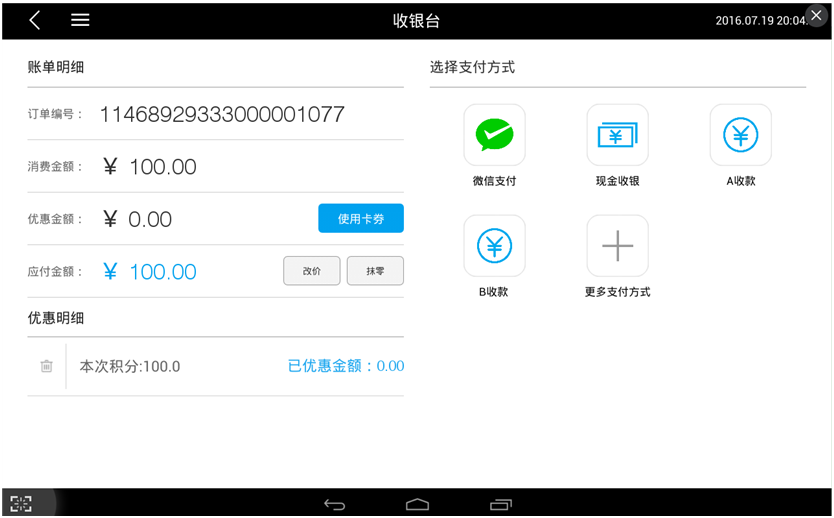 收银台
2016.07.19 20:04
账单明细
订单编号： 11468929333000001077
消费金额： ¥ 100.00
优惠金额： ¥ 0.00 使用卡券
应付金额： ¥ 100.00 改价 抹零
优惠明细
本次积分:100.0 已优惠金额：0.00
选择支付方式
微信支付 现金收银 A收款
B收款 更多支付方式